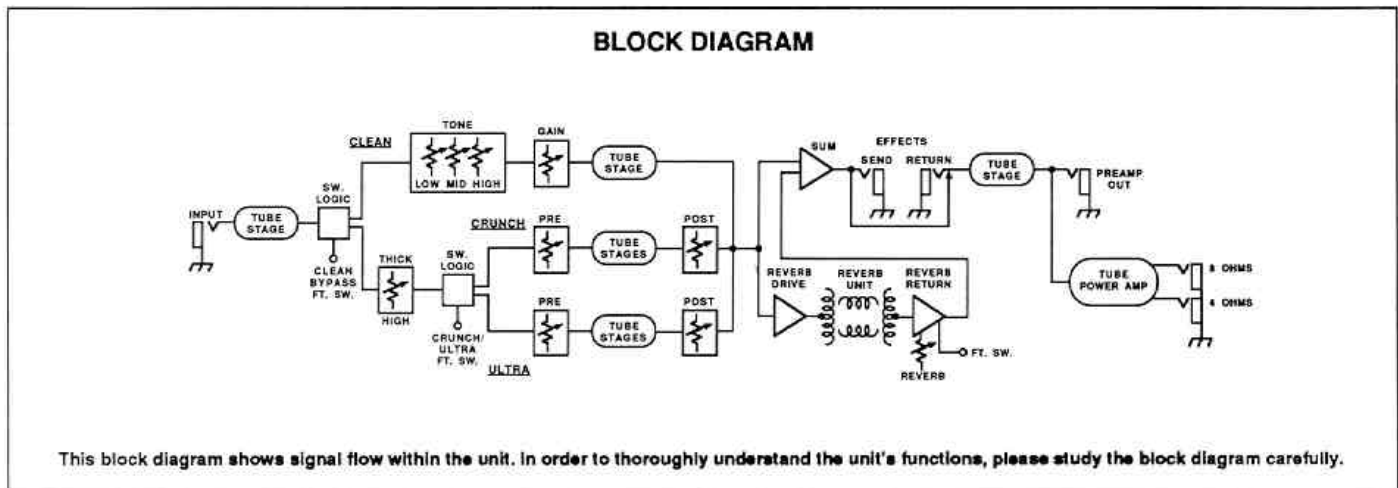 BLOCK DIAGRAM
TONE
CLEAN
GAIN
LOW MID HIGH
TUBE
STAGE
SUM
EFFECTS
SEND
RETURN
TUBE
STAGE
PREAMP
OUT
INPUT
TUBE
STAGE
SW.
LOGIC
CLEAN
BYPASS
FT. SW.
THICK
HIGH
SW.
LOGIC
CRUNCH/
ULTRA
FT. SW.
CRUNCH
PRE
TUBE
STAGES
POST
PRE
TUBE
STAGES
POST
ULTRA
REVERB
DRIVE
REVERB
UNIT
REVERB
RETURN
FT. SW.
REVERB
TUBE
POWER AMP
8 OHMS
4 OHMS
This block diagram shows signal flow within the unit. In order to thoroughly understand the unit's functions, please study the block diagram carefully.